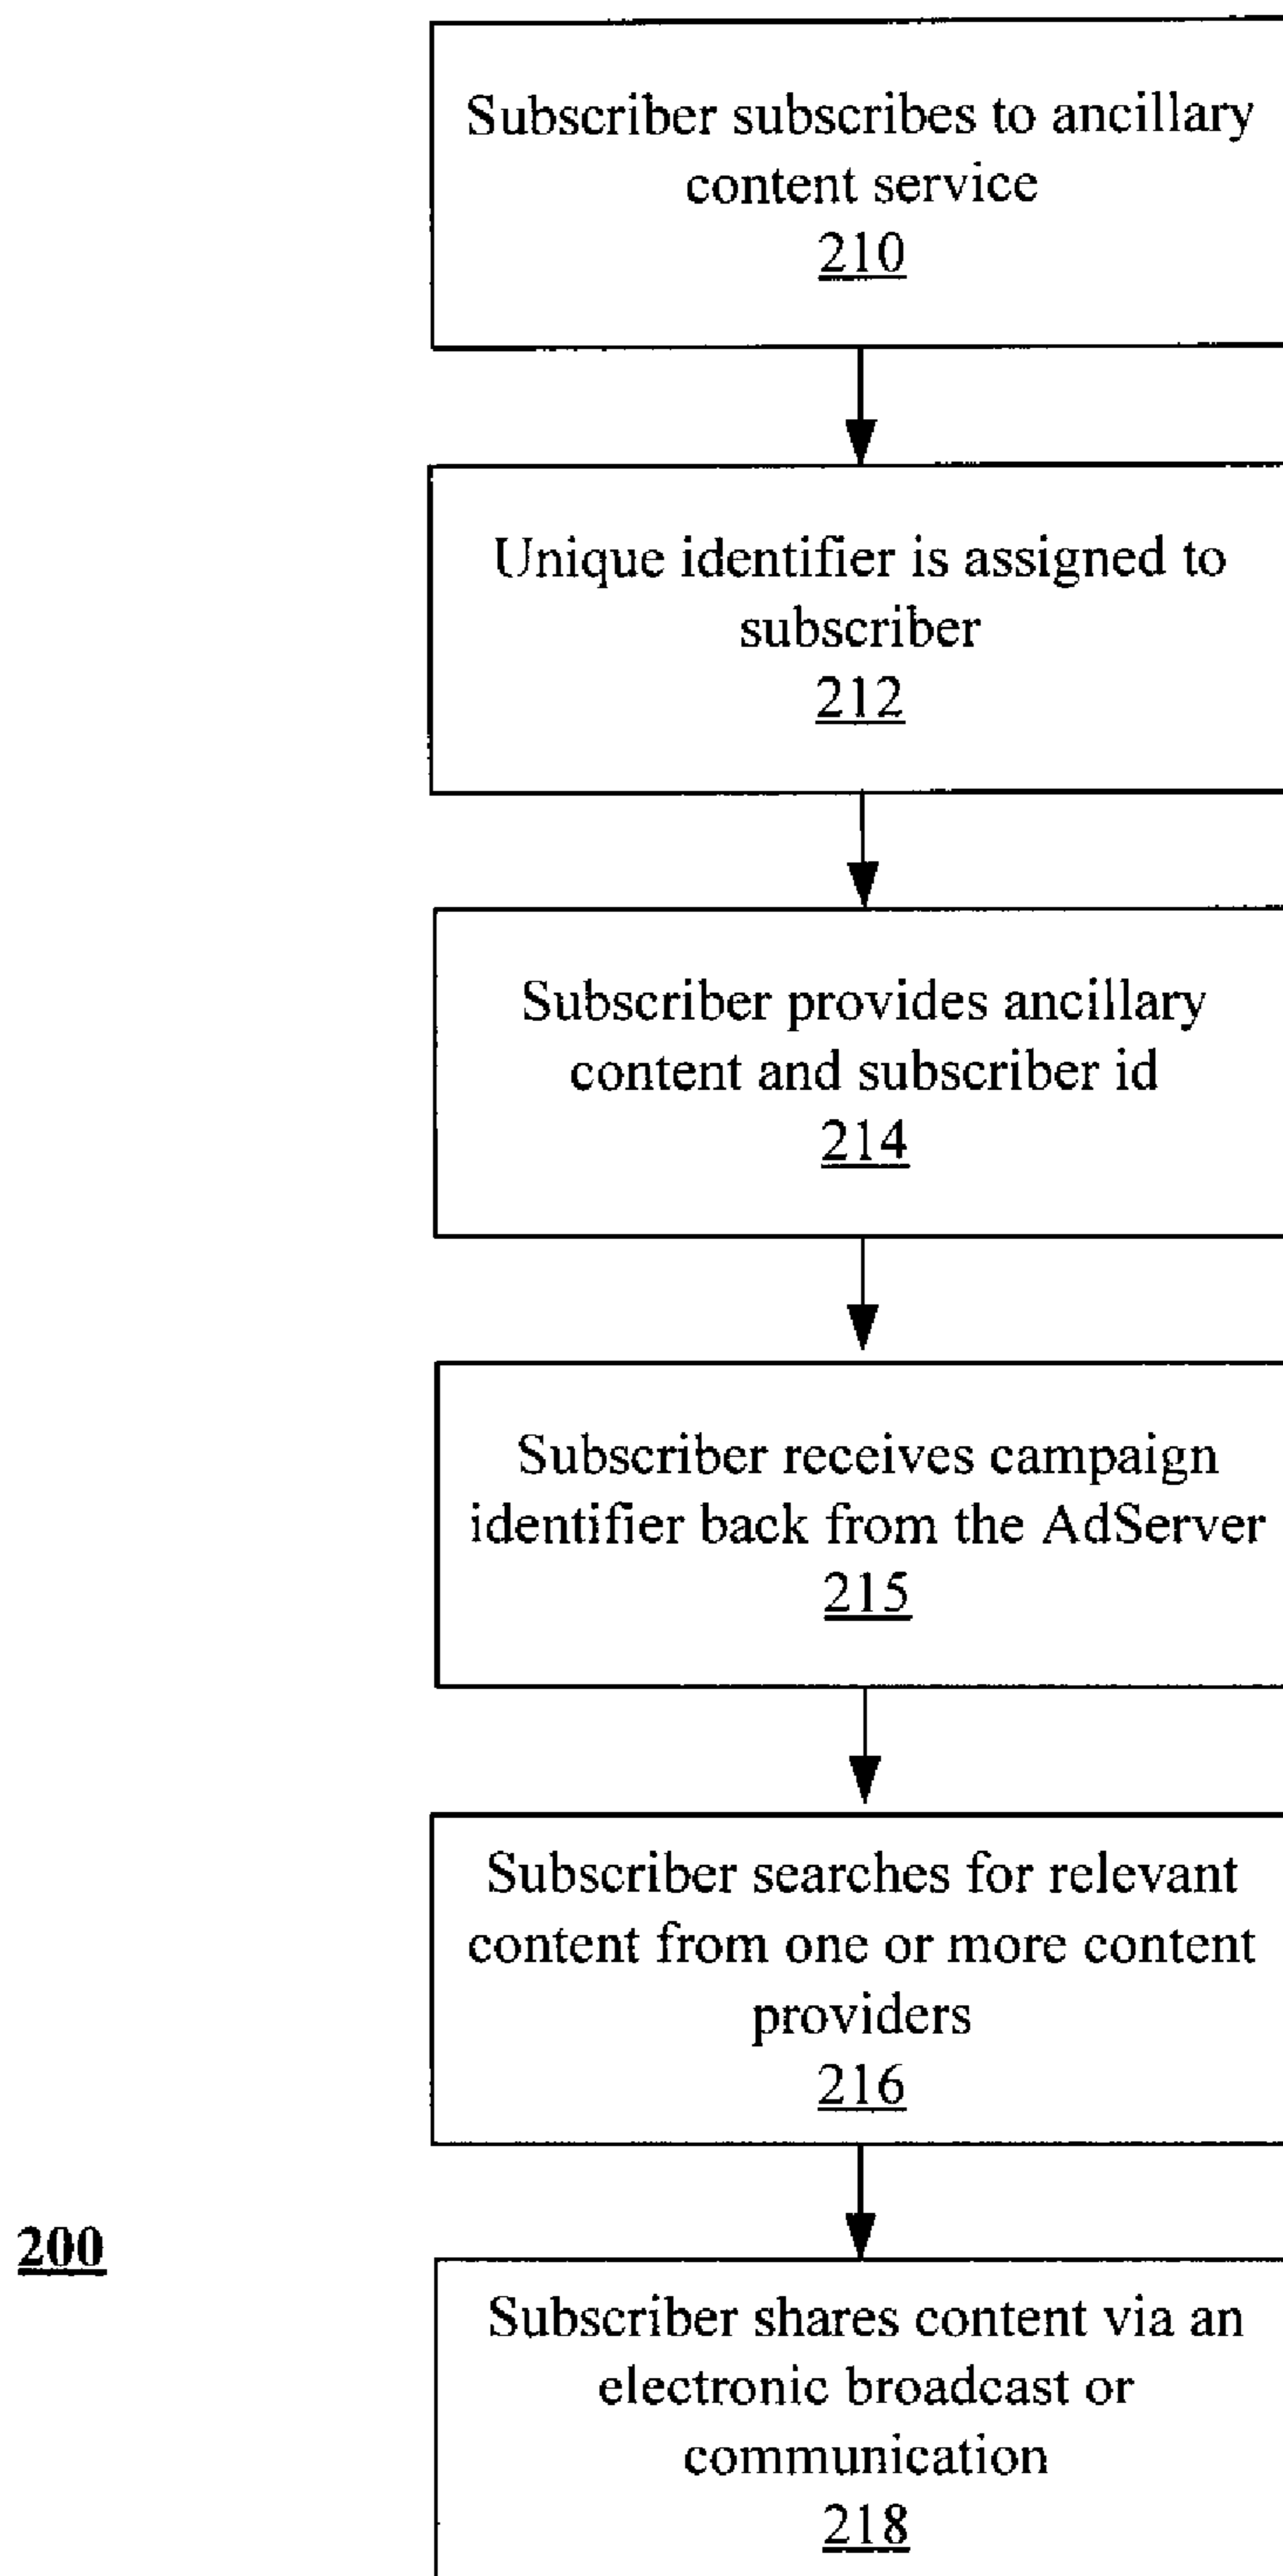 Subscriber subscribes to ancillary
content service
210
Unique identifier is assigned to
subscriber
212
Subscriber provides ancillary
content and subscriber id
214
Subscriber receives campaign
identifier back from the AdServer
215
Subscriber searches for relevant
content from one or more content
providers
216
200
Subscriber shares content via an
electronic broadcast or
communication
218